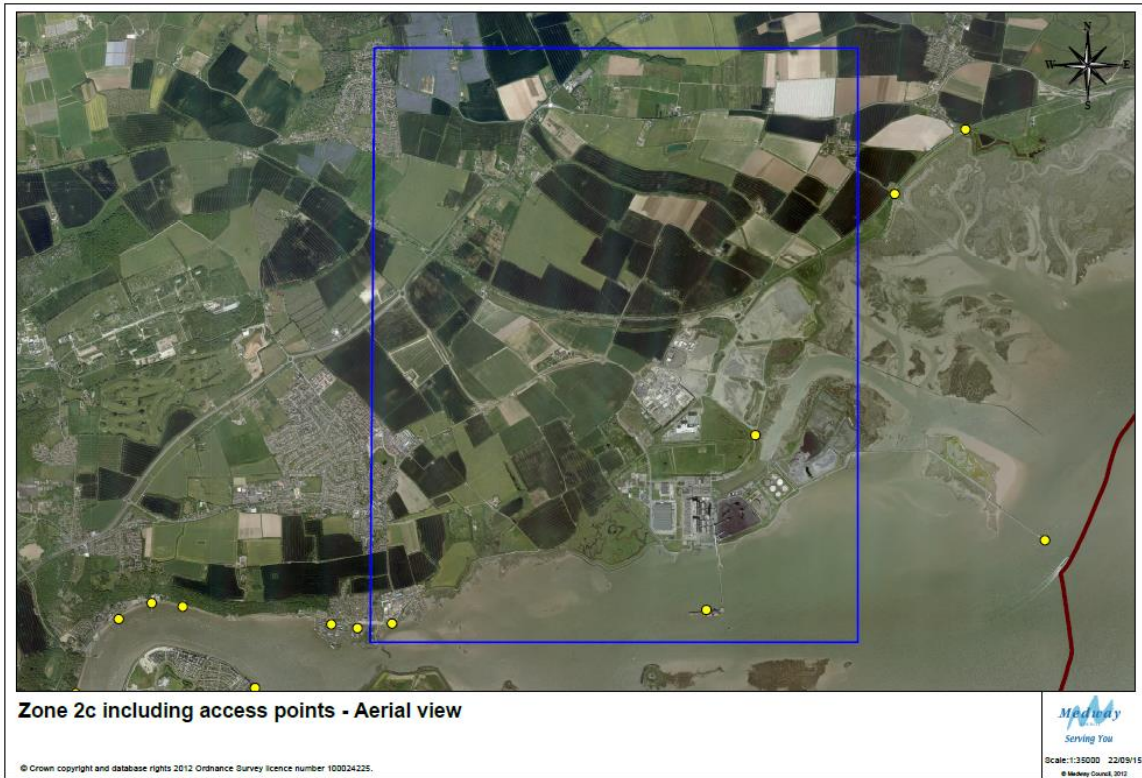 N
W E
S
Zone 2c including access points - Aerial view
© Crown copyright and database rights 2012 Ordnance Survey licence number 100024225.
Medway
Serving You
Scale:1:35000 22/09/15
© Medway Council, 2012